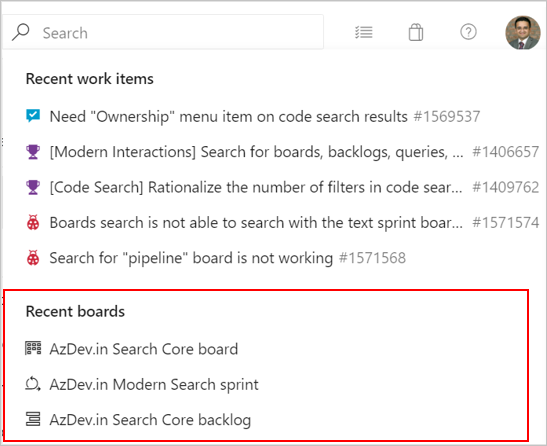 Search
Recent work items
Need "Ownership" menu item on code search results #1569537
[Modern Interactions] Search for boards, backlogs, queries, ... #1406657
[Code Search] Rationalize the number of filters in code sear... #1409762
Boards search is not able to search with the text sprint boar... #1571574
Search for "pipeline" board is not working #1571568
Recent boards
AzDev.in Search Core board
AzDev.in Modern Search sprint
AzDev.in Search Core backlog